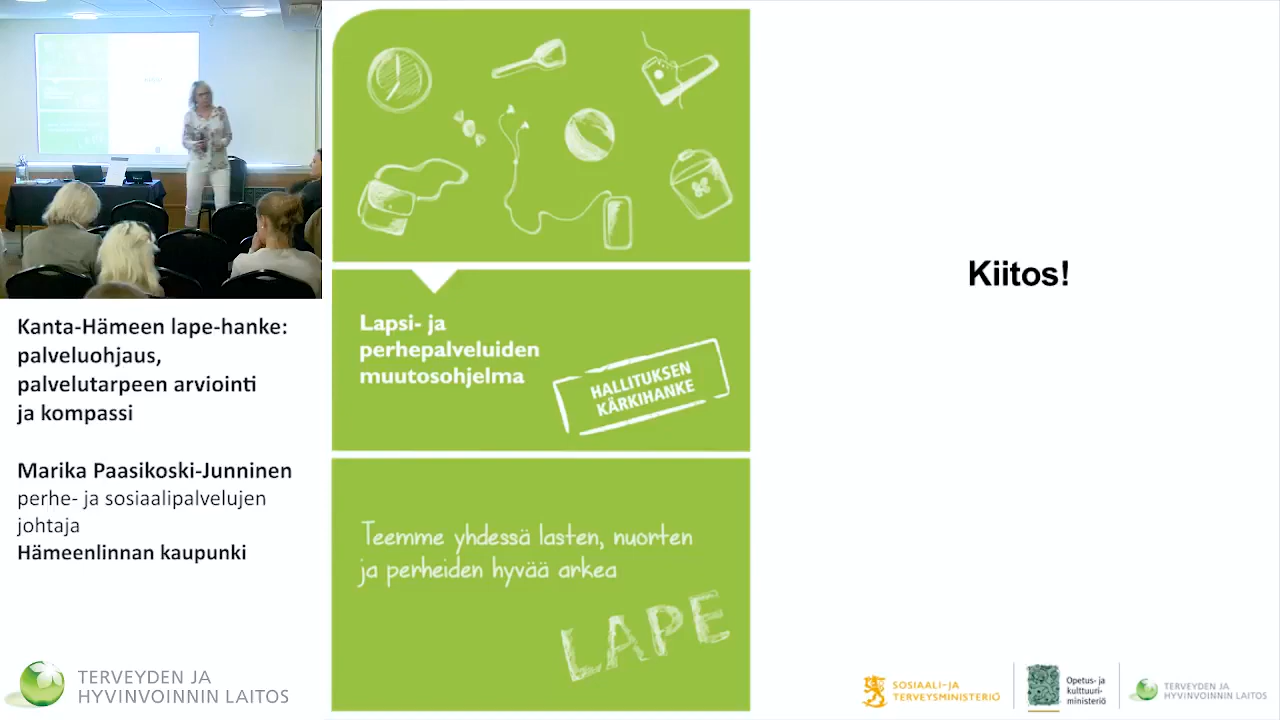 Kanta-Hämeen lape-hanke:
palveluohjaus,
palvelutarpeen arviointi
ja kompassi
Marika Paasikoski-Junninen
perhe- ja sosiaalipalvelujen
johtaja
Hämeenlinnan kaupunki
TERVEYDEN JA
HYVINVOINNIN LAITOS
Lapsi- ja
perhepalveluiden
muutosohjelma
HALLITUKSEN
KÄRKIHANKE
Teemme yhdessä lasten, nuorten
ja perheiden hyvää arkea
LAPE
Kiitos!
SOSIAALI- JA
TERVEYSMINISTERIÖ
Opetus- ja
kulttuuri-
ministeriö
TERVEYDEN JA
HYVINVOINNIN LAITOS